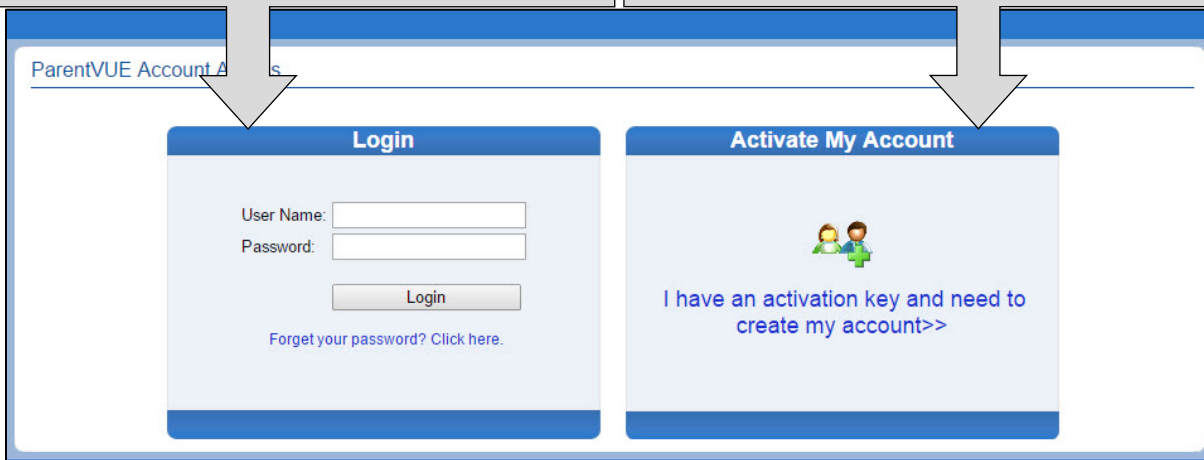 ParentVUE Account A s
Login
User Name:
Password:
Login
Forget your password? Click here.
Activate My Account
I have an activation key and need to
create my account>>